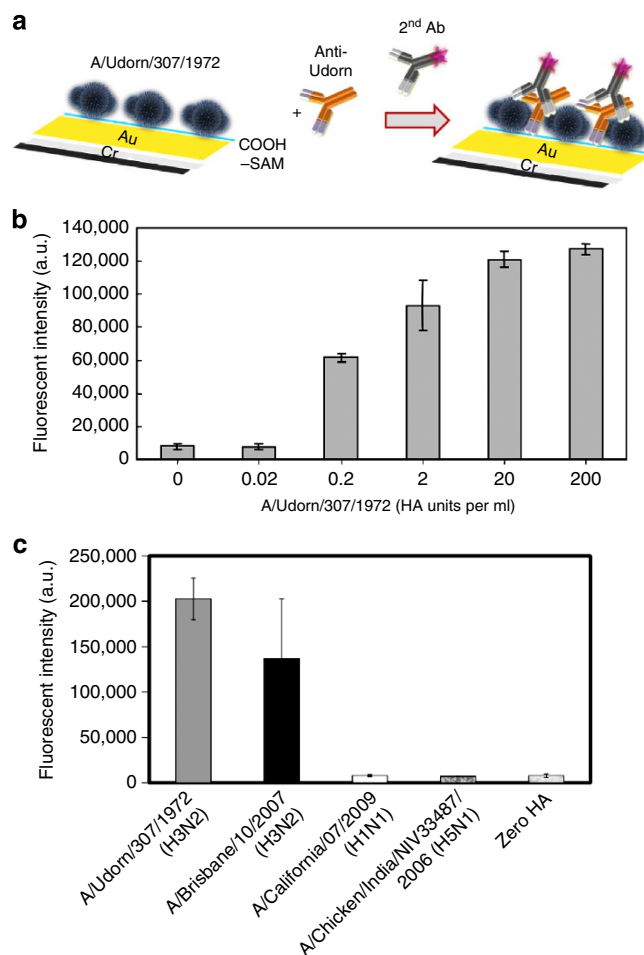 a
A/Udorn/307/1972
Anti-
Udorn
2nd Ab
+
Au
Cr
COOH
–SAM
Au
Cr
b
Fluorescent intensity (a.u.)
140,000
120,000
100,000
80,000
60,000
40,000
20,000
0
0 0.02 0.2 2 20 200
A/Udorn/307/1972 (HA units per ml)
c
Fluorescent intensity (a.u.)
250,000
200,000
150,000
100,000
50,000
0
A/Udorn/307/1972
(H3N2)
A/Brisbane/10/2007
(H3N2)
A/California/07/2009
(H1N1)
A/Chicken/India/NIV33487/
2006 (H5N1)
Zero HA